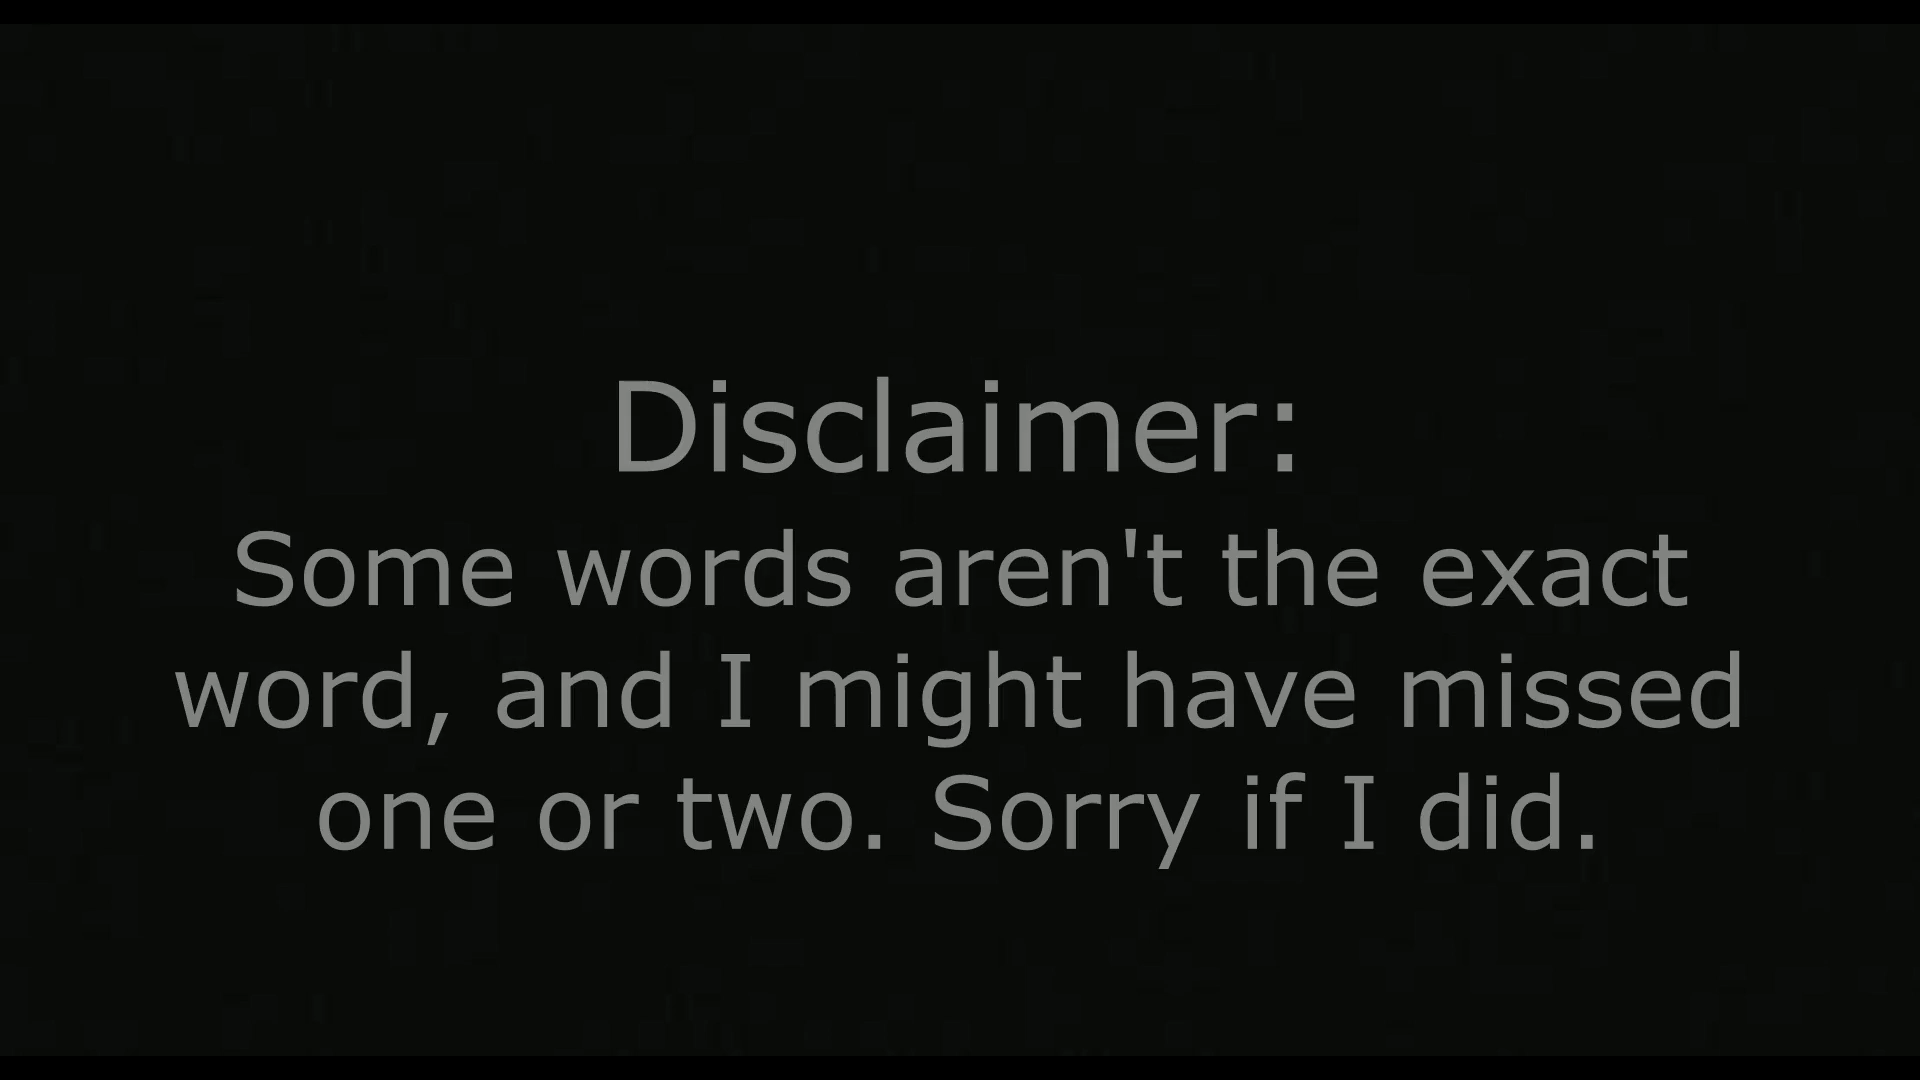 Disclaimer:
Some words aren't the exact
word, and I might have missed
one or two. Sorry if I did.